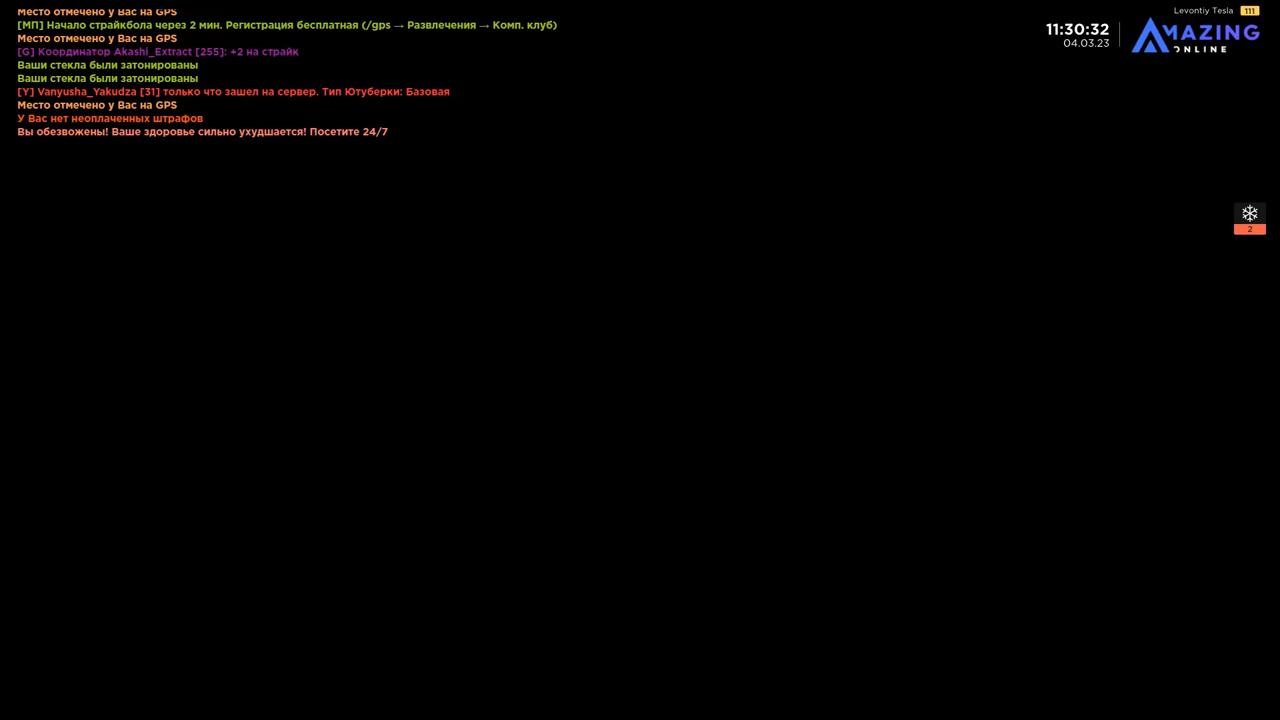 Место отмечено у Вас на GPS
[МП] Начало страйкбола через 2 мин. Регистрация бесплатная (/gps → Развлечения → Комп. клуб)
Место отмечено у Вас на GPS
[G] Координатор Akashi_Extract [255]: +2 на страйк
Ваши стекла были затонированы
Ваши стекла были затонированы
[Y] Vanyusha_Yakudza [31] только что зашел на сервер. Тип Ютуберки: Базовая
Место отмечено у Вас на GPS
У Вас нет неоплаченных штрафов
Вы обезвожены! Ваше здоровье сильно ухудшается! Посетите 24/7
Levontiy Tesla 111
11:30:32
04.03.23
AMAZING
ONLINE
2